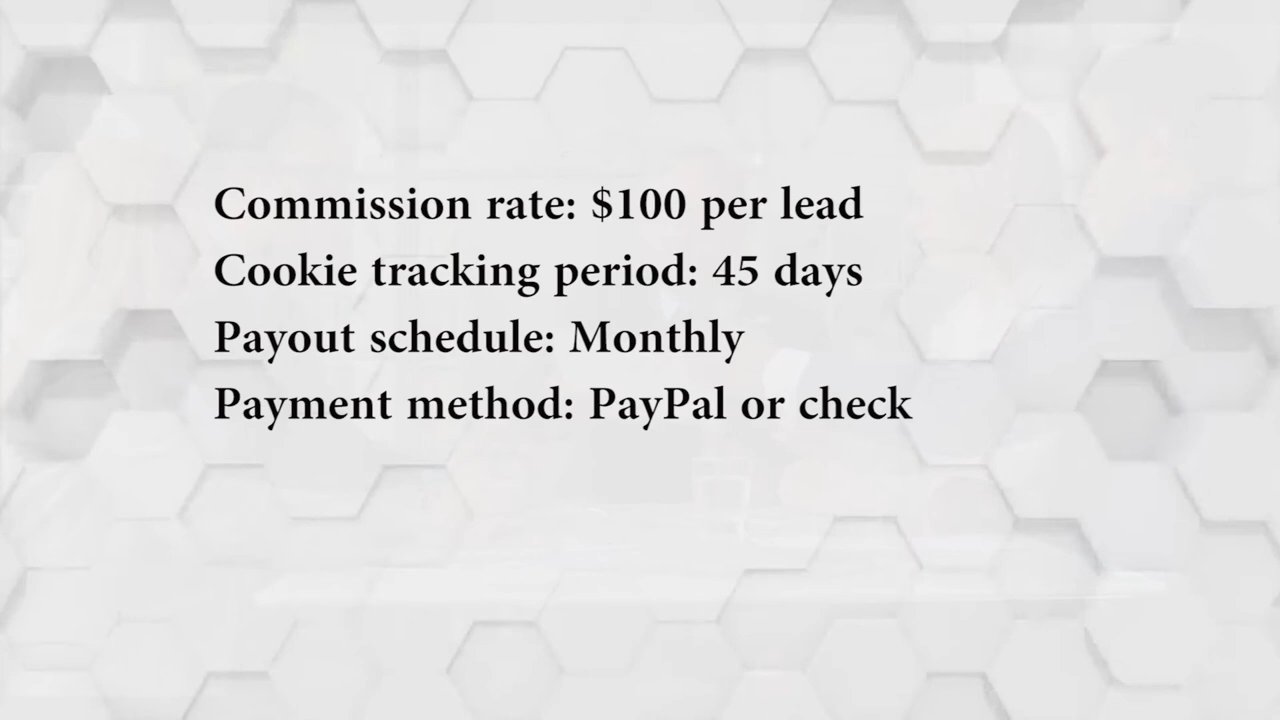 Commission rate: $100 per lead
Cookie tracking period: 45 days
Payout schedule: Monthly
Payment method: PayPal or check